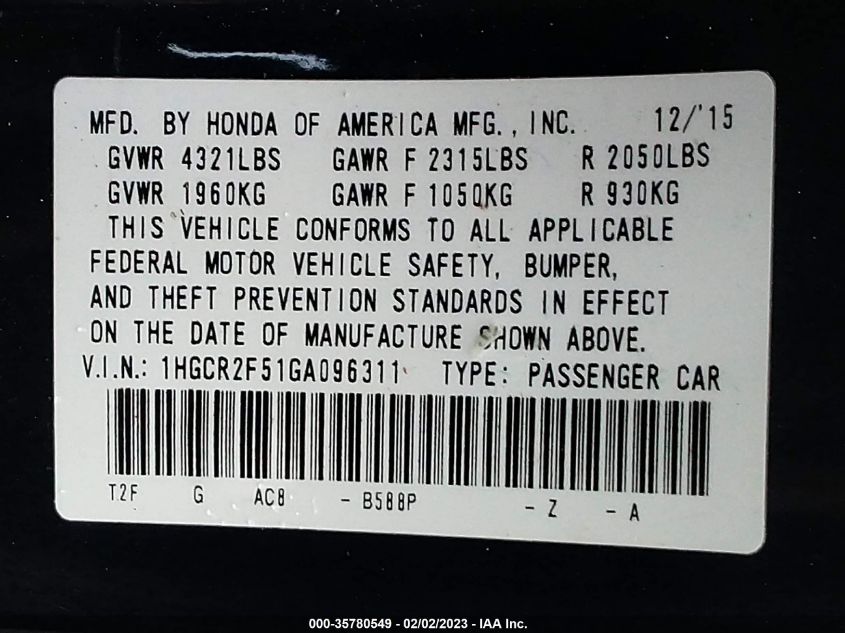 MFD. BY HONDA OF AMERICA MFG., INC. 12/'15
GVWR 4321LBS GAWR F 2315LBS R 2050LBS
GVWR 1960KG GAWR F 1050KG R 930KG
THIS VEHICLE CONFORMS TO ALL APPLICABLE
FEDERAL MOTOR VEHICLE SAFETY, BUMPER,
AND THEFT PREVENTION STANDARDS IN EFFECT
ON THE DATE OF MANUFACTURE SHOWN ABOVE.
V.I.N.: 1HGCR2F51GA096311 TYPE: PASSENGER CAR
T2F G AC8 - B588P - Z - A
000-35780549 - 02/02/2023 - IAA Inc.